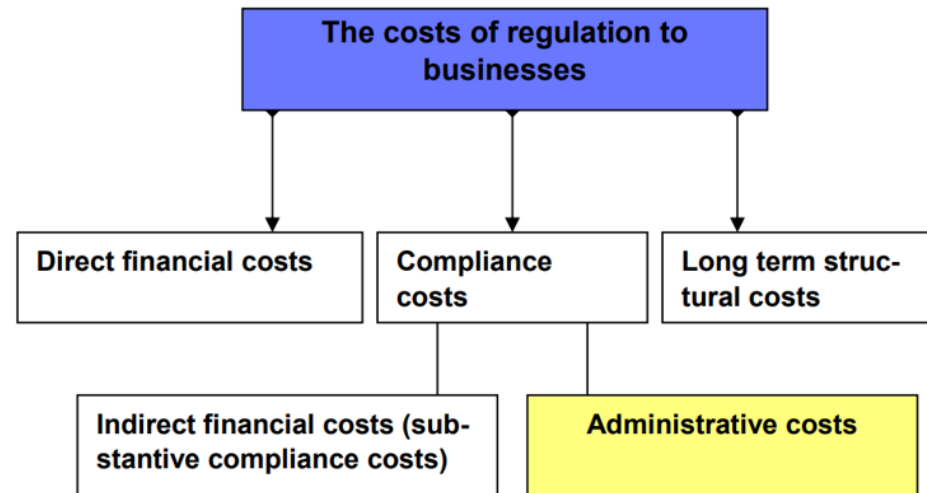 The costs of regulation to
businesses
Direct financial costs
Compliance
costs
Long term struc-
tural costs
Indirect financial costs (sub-
stantive compliance costs)
Administrative costs